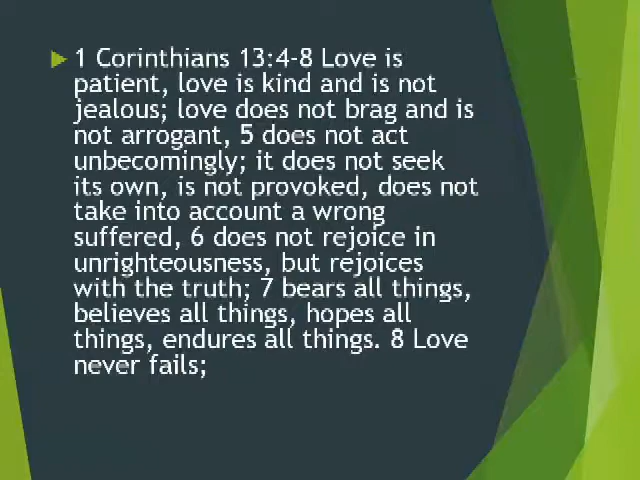 1 Corinthians 13:4-8 Love is
patient, love is kind and is not
jealous; love does not brag and is
not arrogant, 5 does not act
unbecomingly; it does not seek
its own, is not provoked, does not
take into account a wrong
suffered, 6 does not rejoice in
unrighteousness, but rejoices
with the truth; 7 bears all things,
believes all things, hopes all
things, endures all things. 8 Love
never fails;